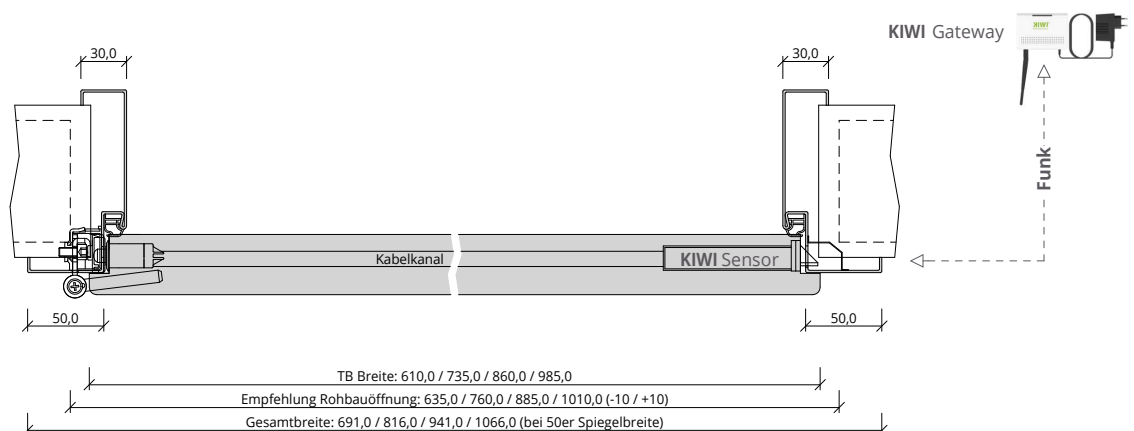 KIWI Gateway
KIWI
30,0
30,0
Funk
Kabelkanal
KIWI Sensor
50,0
50,0
TB Breite: 610,0 / 735,0 / 860,0 / 985,0
Empfehlung Rohbauöffnung: 635,0 / 760,0 / 885,0 / 1010,0 (-10 / +10)
Gesamtbreite: 691,0 / 816,0 / 941,0 / 1066,0 (bei 50er Spiegelbreite)